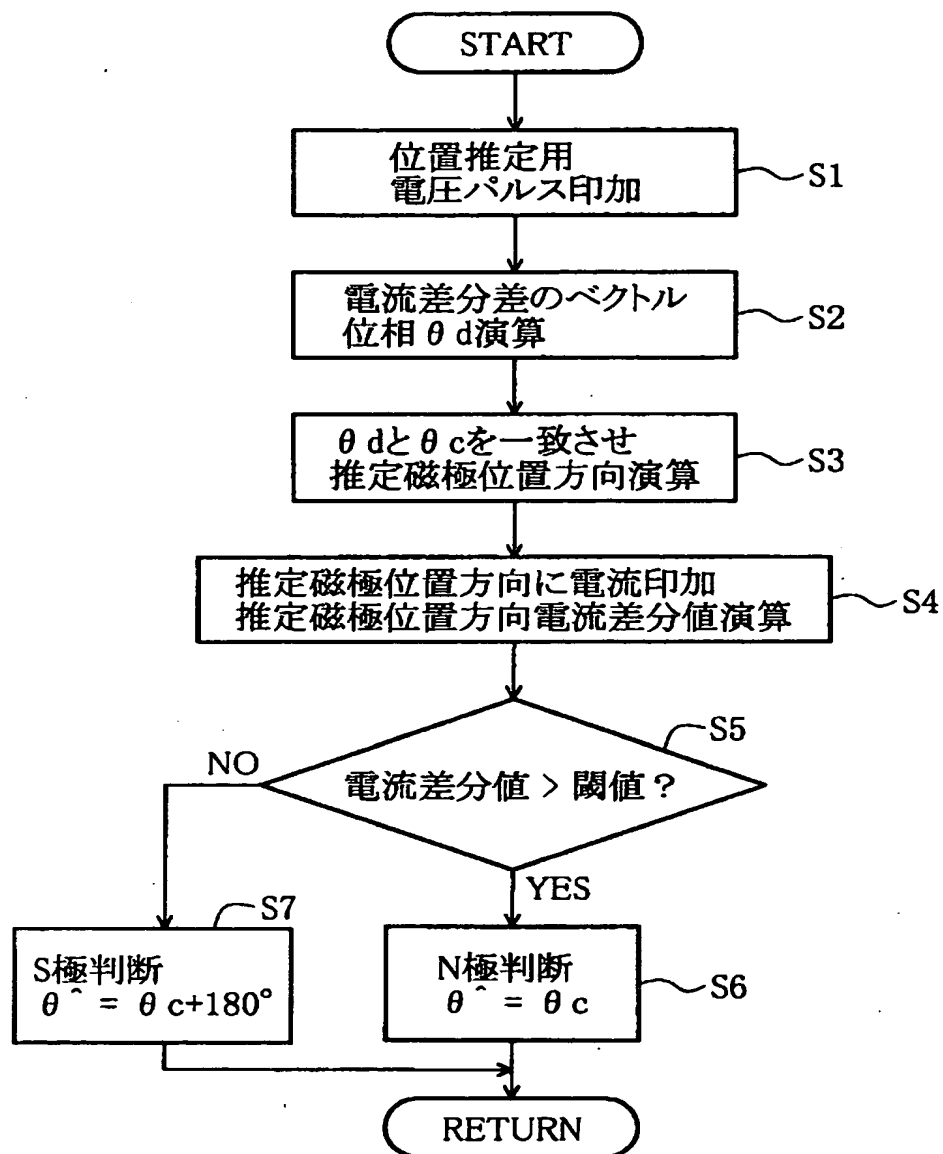 START
位置推定用
電圧パルス印加
S1
電流差分差のベクトル
位相θd演算
S2
θdとθcを一致させ
推定磁極位置方向演算
S3
推定磁極位置方向に電流印加
推定磁極位置方向電流差分値演算
S4
S5
電流差分値 > 閾値?
NO
YES
S7
S極判断
θ^ = θc+180°
N極判断
θ^ = θc
S6
RETURN